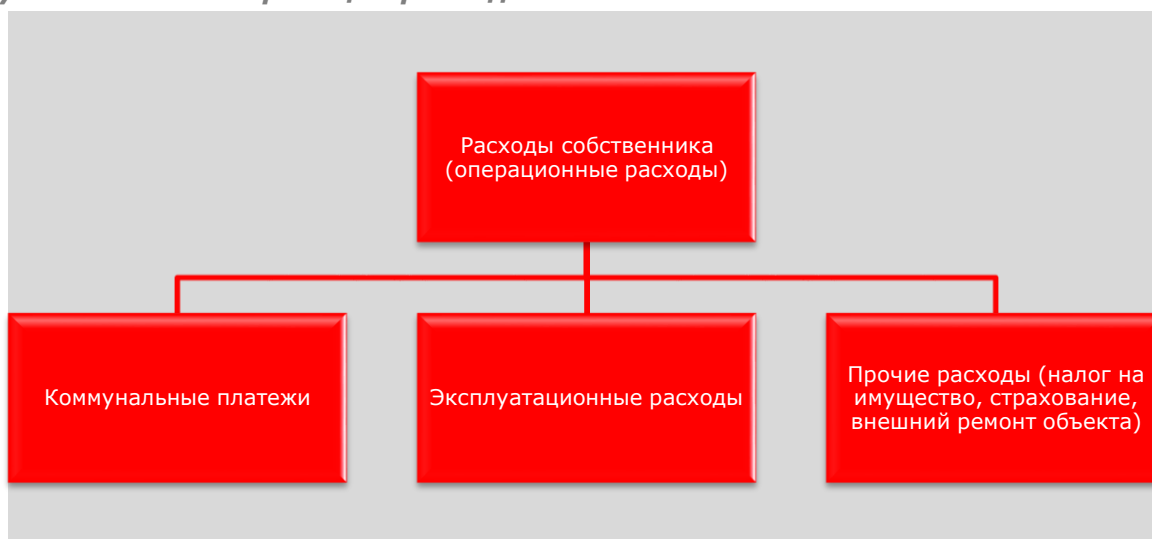 Расходы собственника
(операционные расходы)
Коммунальные платежи
Эксплуатационные расходы
Прочие расходы (налог на
имущество, страхование,
внешний ремонт объекта)